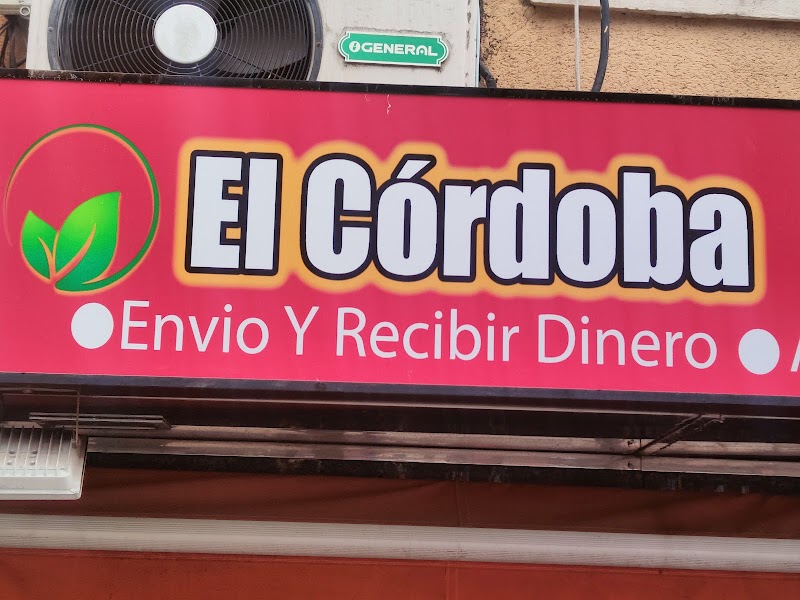 GENERAL
El Córdoba
●Envio Y Recibir Dinero ●